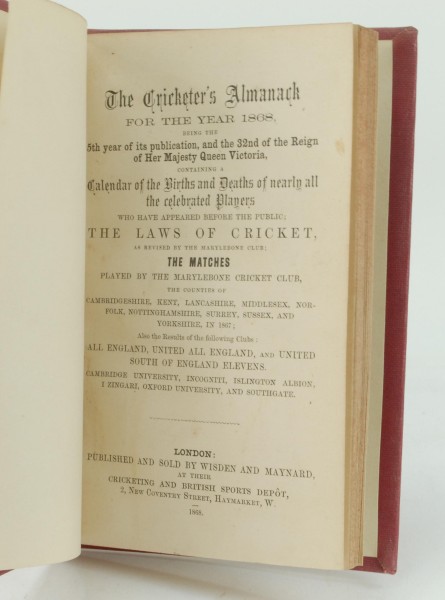 The Cricketer's Almanack
FOR THE YEAR 1868,
BEING THE
5th year of its publication, and the 32nd of the Reign
of Her Majesty Queen Victoria,
CONTAINING A
Calendar of the Births and Deaths of nearly all
the celebrated Players
WHO HAVE APPEARED BEFORE THE PUBLIC;
THE LAWS OF CRICKET,
AS REVISED BY THE MARYLEBONE CLUB;
THE MATCHES
PLAYED BY THE MARYLEBONE CRICKET CLUB,
THE COUNTIES OF
CAMBRIDGESHIRE, KENT, LANCASHIRE, MIDDLESEX, NOR-
FOLK, NOTTINGHAMSHIRE, SURREY, SUSSEX, AND
YORKSHIRE, IN 1867;
Also the Results of the following Clubs:
ALL ENGLAND, UNITED ALL ENGLAND, AND UNITED
SOUTH OF ENGLAND ELEVENS.
CAMBRIDGE UNIVERSITY, INCOGNITI, ISLINGTON ALBION,
I ZINGARI, OXFORD UNIVERSITY, AND SOUTHGATE.
LONDON:
PUBLISHED AND SOLD BY WISDEN AND MAYNARD,
AT THEIR
CRICKETING AND BRITISH SPORTS DEPÔT,
2, NEW COVENTRY STREET, HAYMARKET, W.
1868.